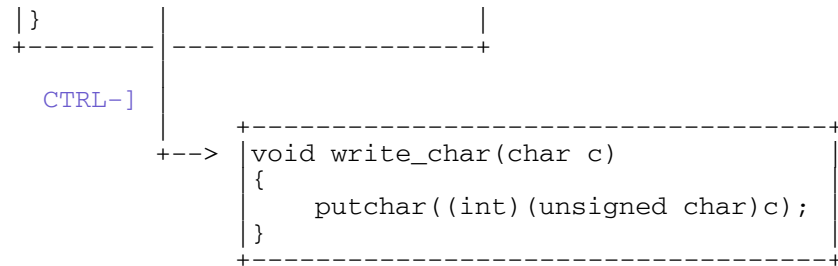 |}        |                   |
+--------|-------------------+
         |
  CTRL-] |
         |    +------------------------------------+
         +--> |void write_char(char c)             |
              |{                                   |
              |    putchar((int)(unsigned char)c); |
              |}                                   |
              +------------------------------------+